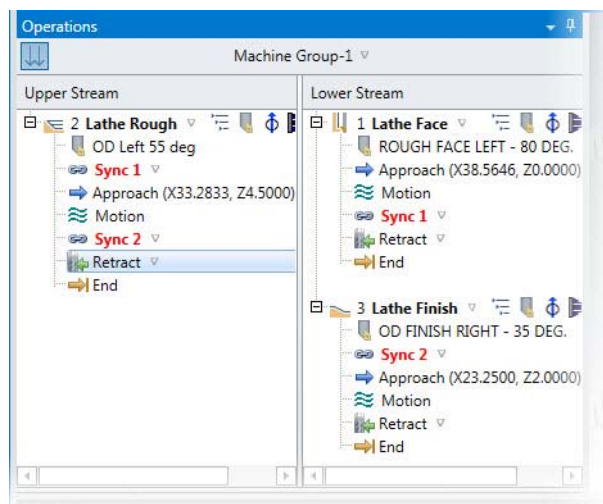 Operations
Machine Group-1
Upper Stream
2 Lathe Rough
OD Left 55 deg
Sync 1
Approach (X33.2833, Z4.5000)
Motion
Sync 2
Retract
End
Lower Stream
1 Lathe Face
ROUGH FACE LEFT - 80 DEG.
Approach (X38.5646, Z0.0000)
Motion
Sync 1
Retract
End
3 Lathe Finish
OD FINISH RIGHT - 35 DEG.
Sync 2
Approach (X23.2500, Z2.0000)
Motion
Retract
End